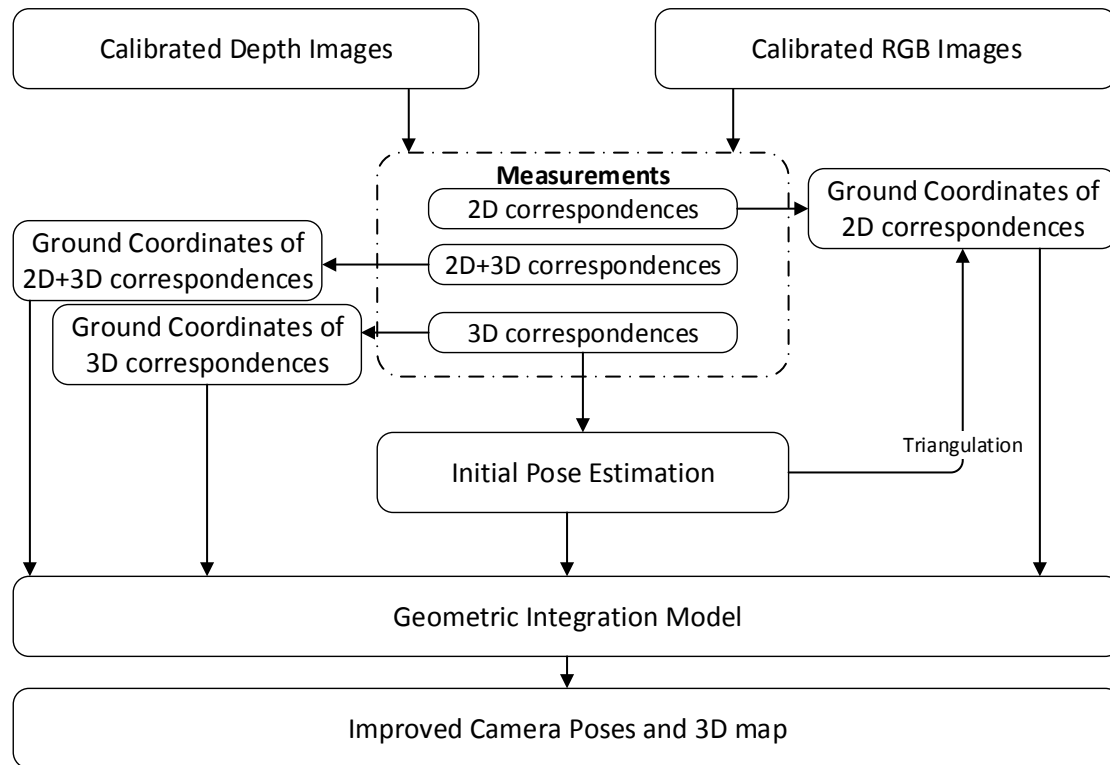 Calibrated Depth Images
Calibrated RGB Images
Measurements
2D correspondences
Ground Coordinates of
2D correspondences
Ground Coordinates of
2D+3D correspondences
2D+3D correspondences
Ground Coordinates of
3D correspondences
3D correspondences
Initial Pose Estimation
Triangulation
Geometric Integration Model
Improved Camera Poses and 3D map